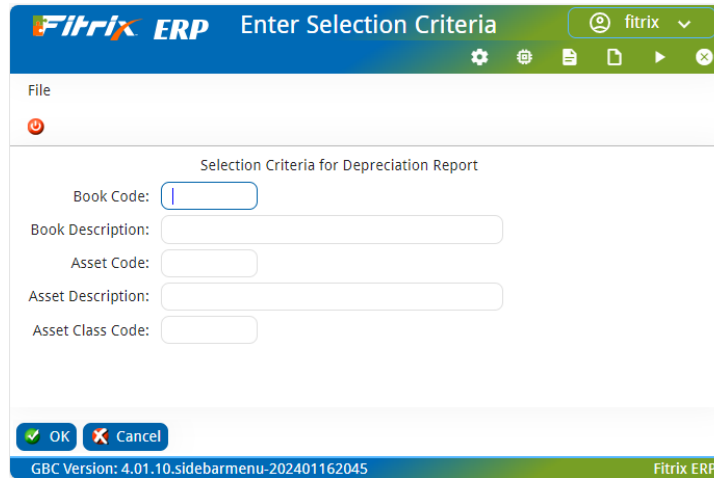 Fitrix ERP Enter Selection Criteria fitrix
File
Selection Criteria for Depreciation Report
Book Code:
Book Description:
Asset Code:
Asset Description:
Asset Class Code:
OK Cancel
GBC Version: 4.01.10.sidebarmenu-202401162045 Fitrix ERP